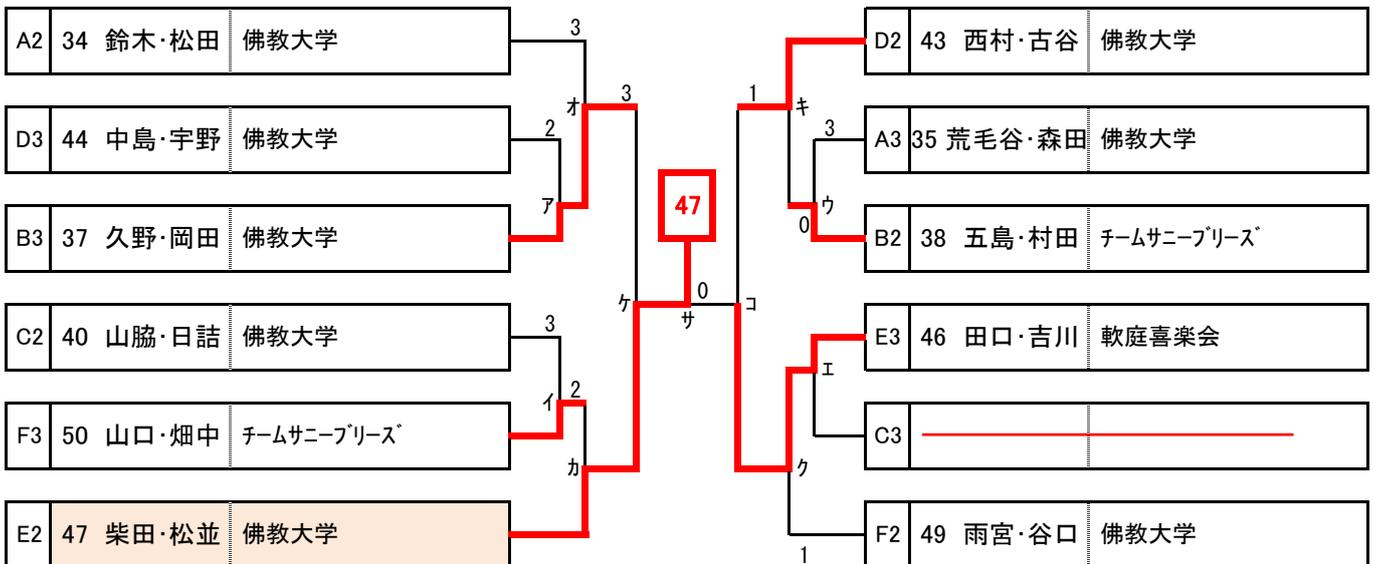 A2 34 鈴木・松田 佛教大学
D3 44 中島・宇野 佛教大学
B3 37 久野・岡田 佛教大学
C2 40 山脇・日詰 佛教大学
F3 50 山口・畑中 ﾁｰﾑｻﾆｰﾌﾞﾘｰｽﾞ
E2 47 柴田・松並 佛教大学
3
オ
3
2
ア
3
イ
2
カ
ケ
47
0
サ
コ
1
キ
3
ウ
0
エ
ク
1
D2 43 西村・古谷 佛教大学
A3 35 荒毛谷・森田 佛教大学
B2 38 五島・村田 ﾁｰﾑｻﾆｰﾌﾞﾘｰｽﾞ
E3 46 田口・吉川 軟庭喜楽会
C3
F2 49 雨宮・谷口 佛教大学